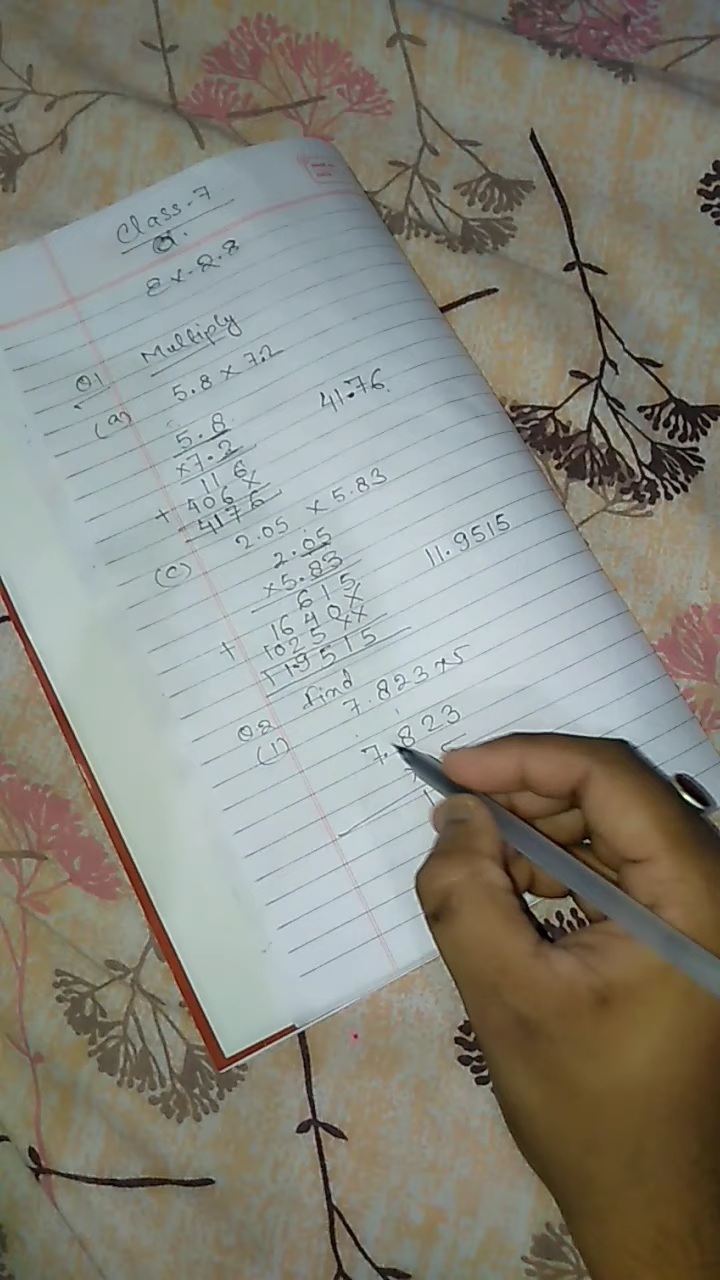 Class-7
Ex-2.8
Q1 Multiply
(a) 5.8 × 7.2
5.8
41.76
×7.2
116
+ 406×
4176
(c) 2.05 × 5.83
2.05
×5.83
11.9515
615
1640×
+ 1025××
119515
Q2 find
(1) 7.823×5
7.823